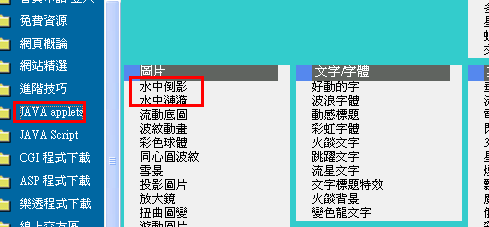 免費資源
網頁概論
網站精選
進階技巧
JAVA applets
JAVA Script
CGI 程式下載
ASP 程式下載
樂透程式下載
圖片
水中倒影
水中漣漪
流動底圖
波紋動畫
彩色球體
同心圓波紋
雪景
投影圖片
放大鏡
扭曲圓變
文字/字體
好動的字
波浪字體
動感標題
彩虹字體
火燄文字
跳躍文字
流星文字
文字標題特效
火燄背景
變色龍文字